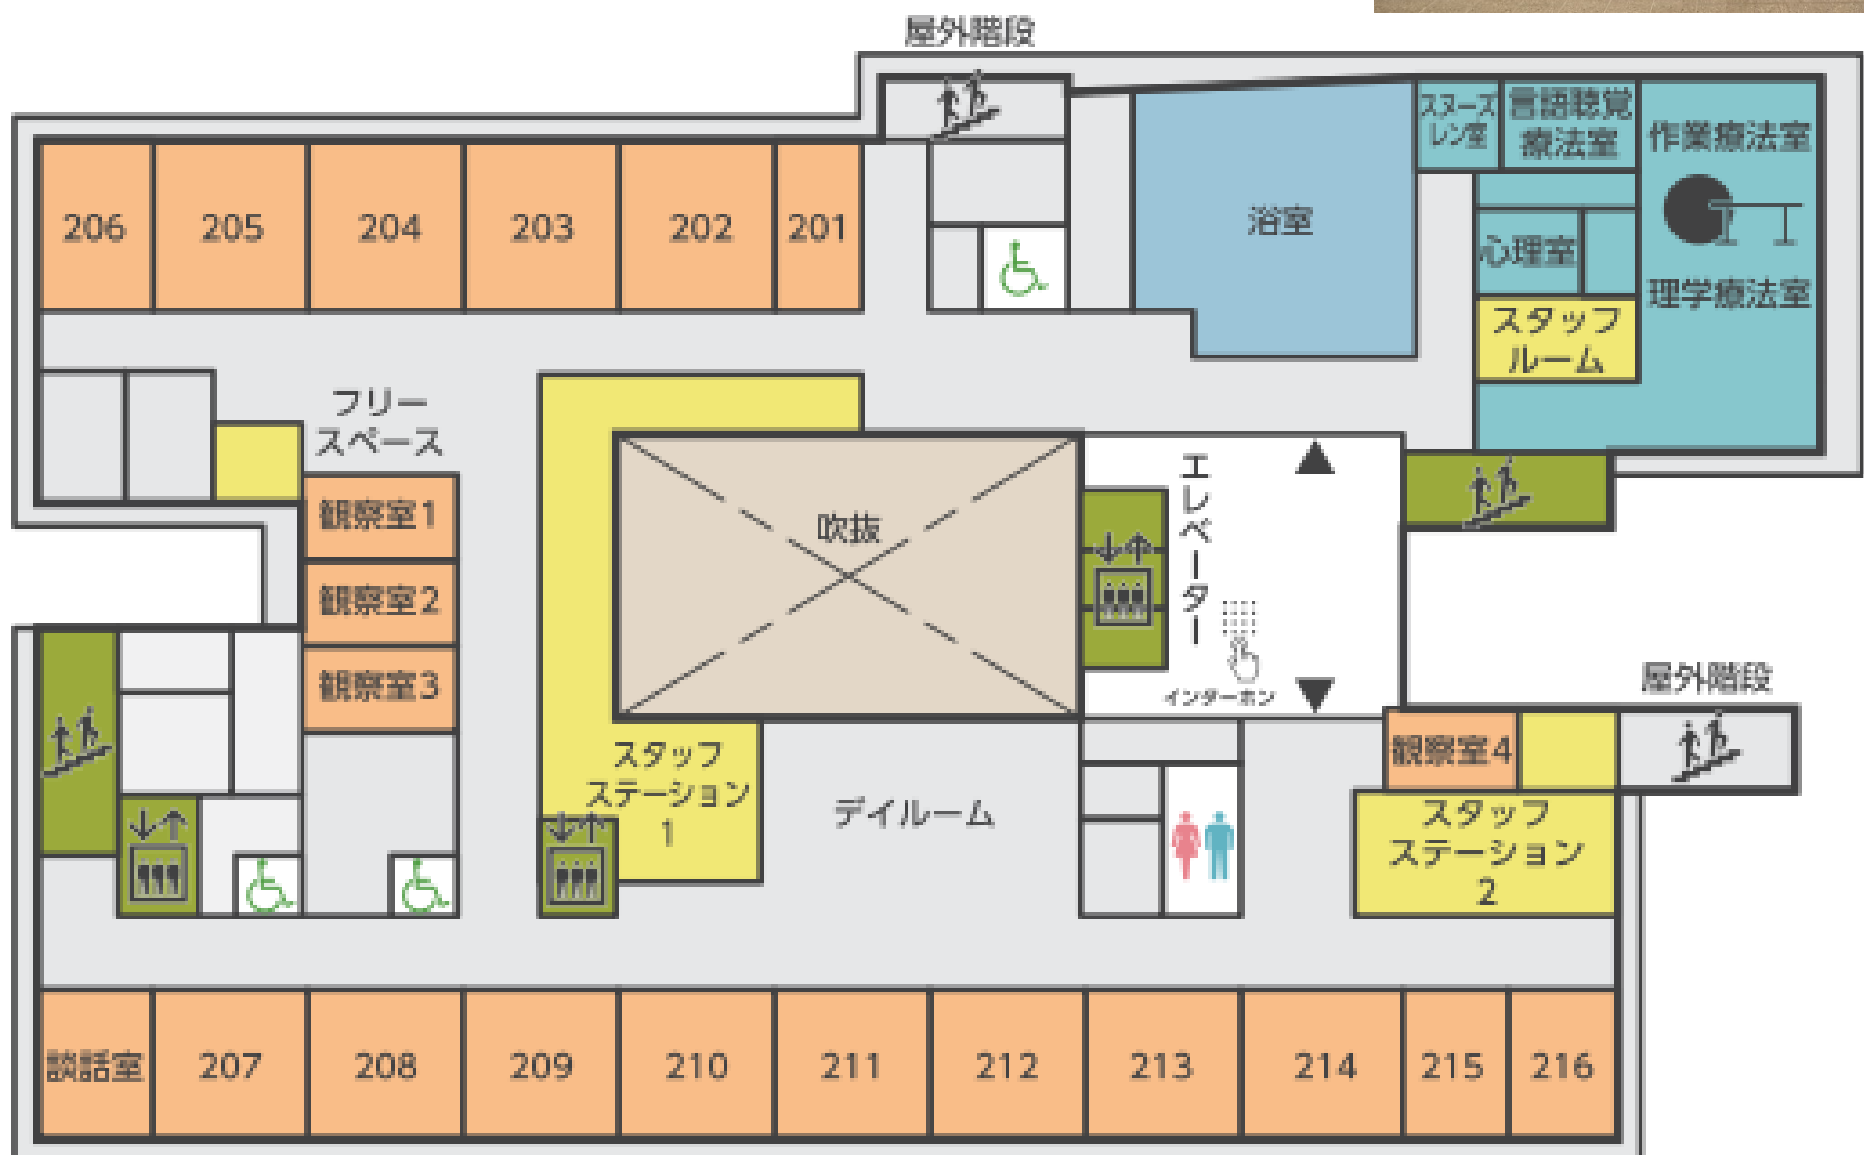 屋外階段
スヌーズ
レン室
言語聴覚
療法室
作業療法室
206
205
204
203
202
201
浴室
心理室
理学療法室
スタッフ
ルーム
フリー
スペース
観察室1
吹抜
エレベーター
観察室2
インターホン
観察室3
屋外階段
観察室4
スタッフ
ステーション
1
デイルーム
スタッフ
ステーション
2
談話室
207
208
209
210
211
212
213
214
215
216